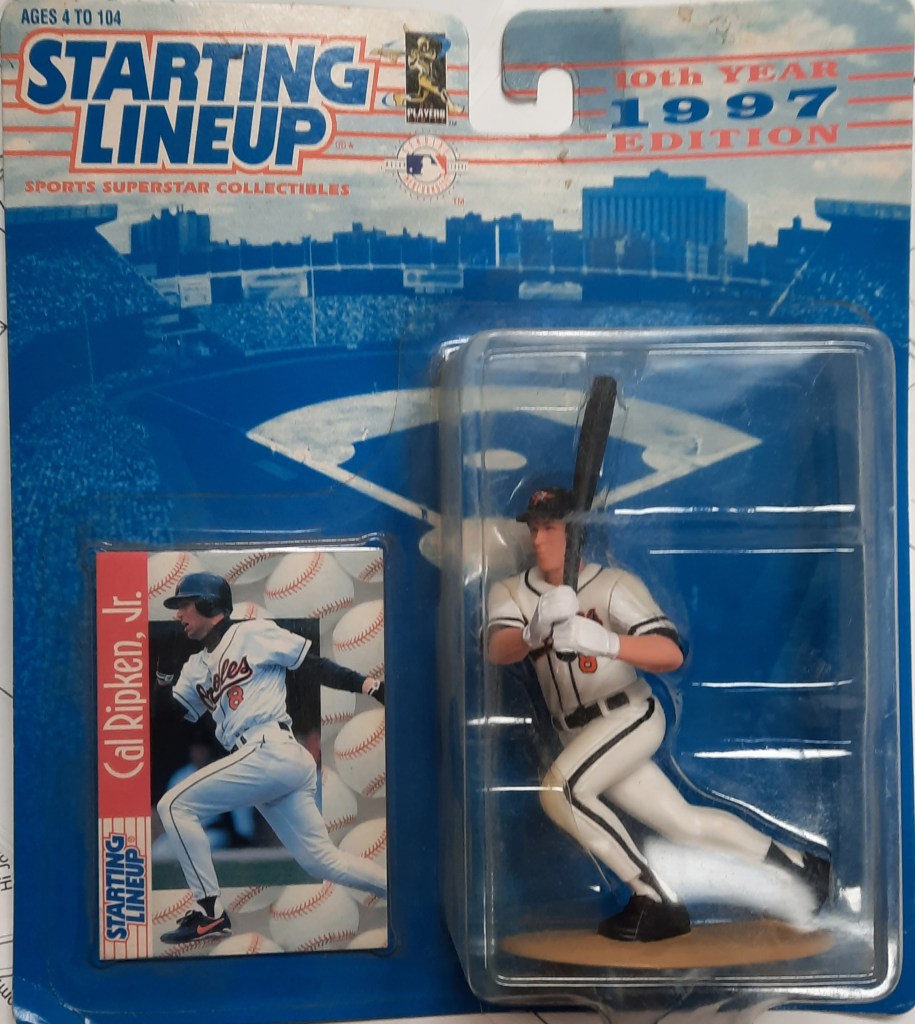 AGES 4 TO 104
STARTING
LINEUP
SPORTS SUPERSTAR COLLECTIBLES
PLAYERS
10th YEAR
1997
EDITION
Cal Ripken, Jr.
Orioles
8
STARTING
LINEUP
8